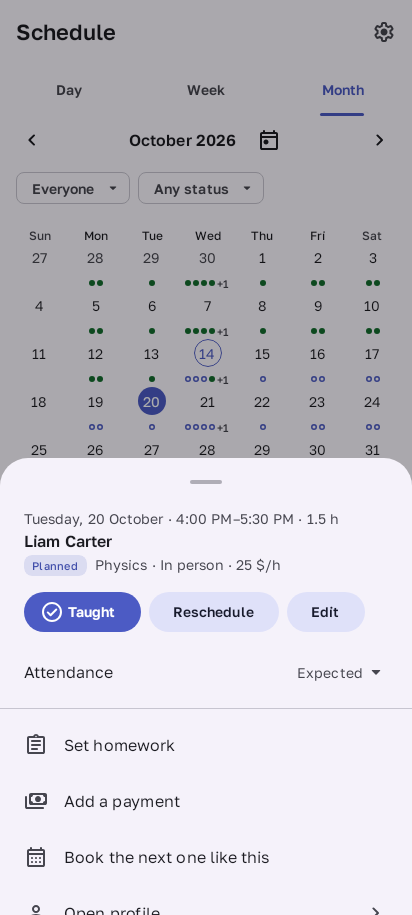 Schedule
Day Week Month
October 2026
Everyone Any status
Sun Mon Tue Wed Thu Fri Sat
27 28 29 30 1 2 3
+1
4 5 6 7 8 9 10
+1
11 12 13 14 15 16 17
+1
18 19 20 21 22 23 24
+1
25 26 27 28 29 30 31
Tuesday, 20 October · 4:00 PM–5:30 PM · 1.5 h
Liam Carter
Planned Physics · In person · 25 $/h
Taught Reschedule Edit
Attendance Expected
Set homework
Add a payment
Book the next one like this
Open profile